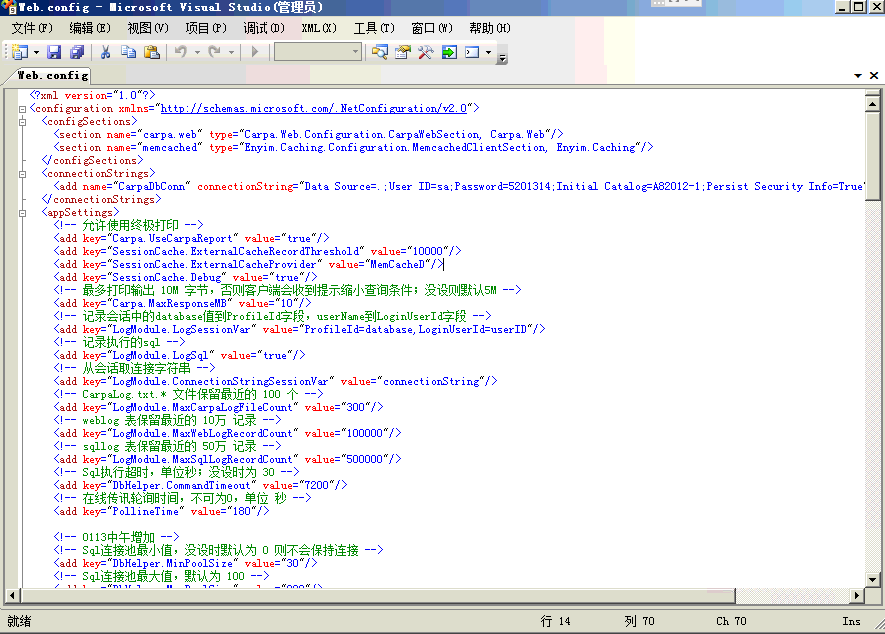 Web.config - Microsoft Visual Studio(管理员)
文件(F) 编辑(E) 视图(V) 项目(P) 调试(D) XML(X) 工具(T) 窗口(W) 帮助(H)
Web.config
<?xml version="1.0"?>
<configuration xmlns="http://schemas.microsoft.com/.NetConfiguration/v2.0">
<configSections>
<section name="carpa.web" type="Carpa.Web.Configuration.CarpaWebSection, Carpa.Web"/>
<section name="memcached" type="Enyim.Caching.Configuration.MemcachedClientSection, Enyim.Caching"/>
</configSections>
<connectionStrings>
<add name="CarpaDbConn" connectionString="Data Source=.;User ID=sa;Password=5201314;Initial Catalog=A82012-1;Persist Security Info=True"
</connectionStrings>
<appSettings>
<!-- 允许使用终极打印 -->
<add key="Carpa.UseCarpaReport" value="true"/>
<add key="SessionCache.ExternalCacheRecordThreshold" value="10000"/>
<add key="SessionCache.ExternalCacheProvider" value="MemCacheD"/>
<add key="SessionCache.Debug" value="true"/>
<!-- 最多打印输出 10M 字节，否则客户端会收到提示缩小查询条件；没设则默认5M -->
<add key="Carpa.MaxResponseMB" value="10"/>
<!-- 记录会话中的database值到ProfileId字段，userName到LoginUserId字段 -->
<add key="LogModule.LogSessionVar" value="ProfileId=database,LoginUserId=userID"/>
<!-- 记录执行的sql -->
<add key="LogModule.LogSql" value="true"/>
<!-- 从会话取连接字符串 -->
<add key="LogModule.ConnectionStringSessionVar" value="connectionString"/>
<!-- CarpaLog.txt.* 文件保留最近的 100 个 -->
<add key="LogModule.MaxCarpaLogFileCount" value="300"/>
<!-- weblog 表保留最近的 10万 记录 -->
<add key="LogModule.MaxWebLogRecordCount" value="100000"/>
<!-- sqllog 表保留最近的 50万 记录 -->
<add key="LogModule.MaxSqlLogRecordCount" value="500000"/>
<!-- Sql执行超时，单位秒；没设时为 30 -->
<add key="DbHelper.CommandTimeout" value="7200"/>
<!-- 在线传讯轮询时间，不可为0，单位 秒 -->
<add key="PollineTime" value="180"/>
<!-- 0113中午增加 -->
<!-- Sql连接池最小值，没设时默认为 0 则不会保持连接 -->
<add key="DbHelper.MinPoolSize" value="30"/>
<!-- Sql连接池最大值，默认为 100 -->
就绪 行 14 列 70 Ch 70 Ins